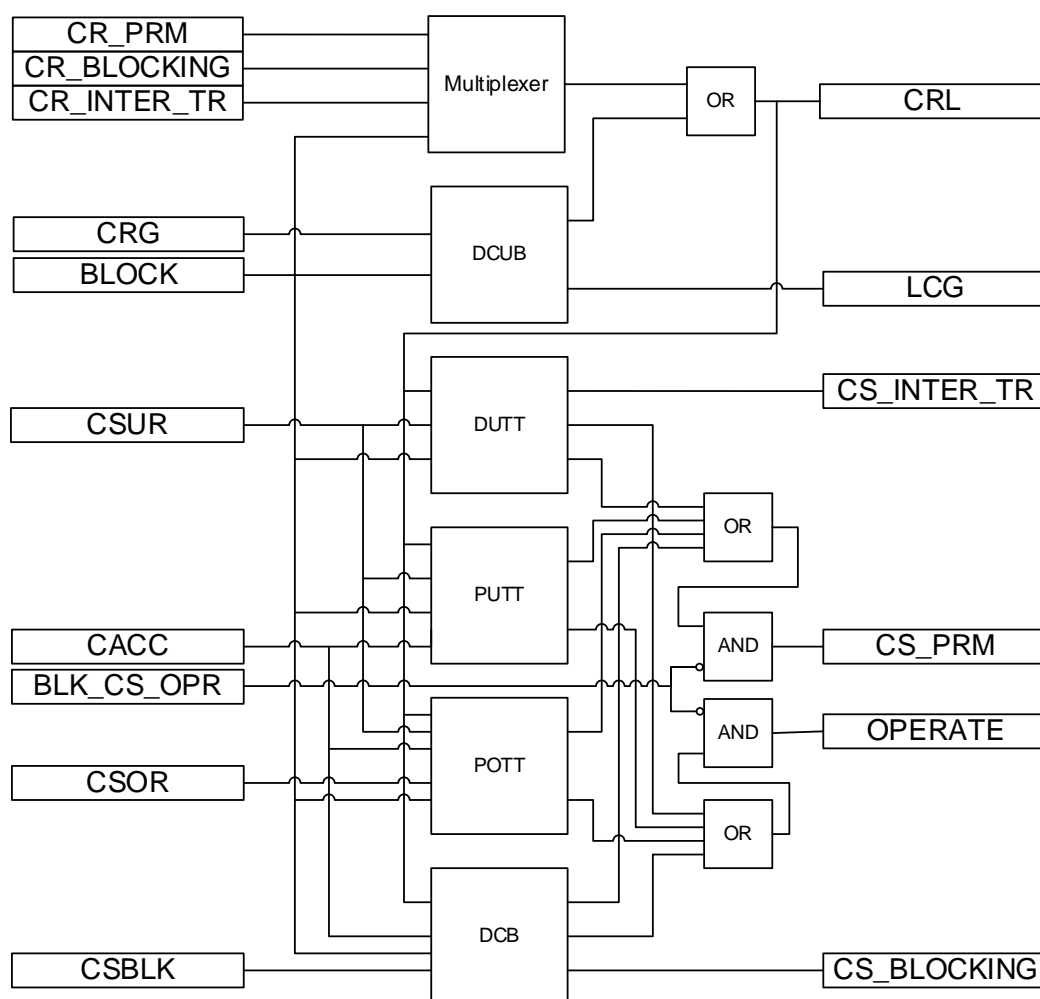 CR_PRM
CR_BLOCKING
CR_INTER_TR
Multiplexer
OR
CRL
CRG
BLOCK
DCUB
LCG
CSUR
DUTT
CS_INTER_TR
OR
PUTT
CACC
BLK_CS_OPR
AND
CS_PRM
AND
OPERATE
CSOR
POTT
OR
CSBLK
DCB
CS_BLOCKING